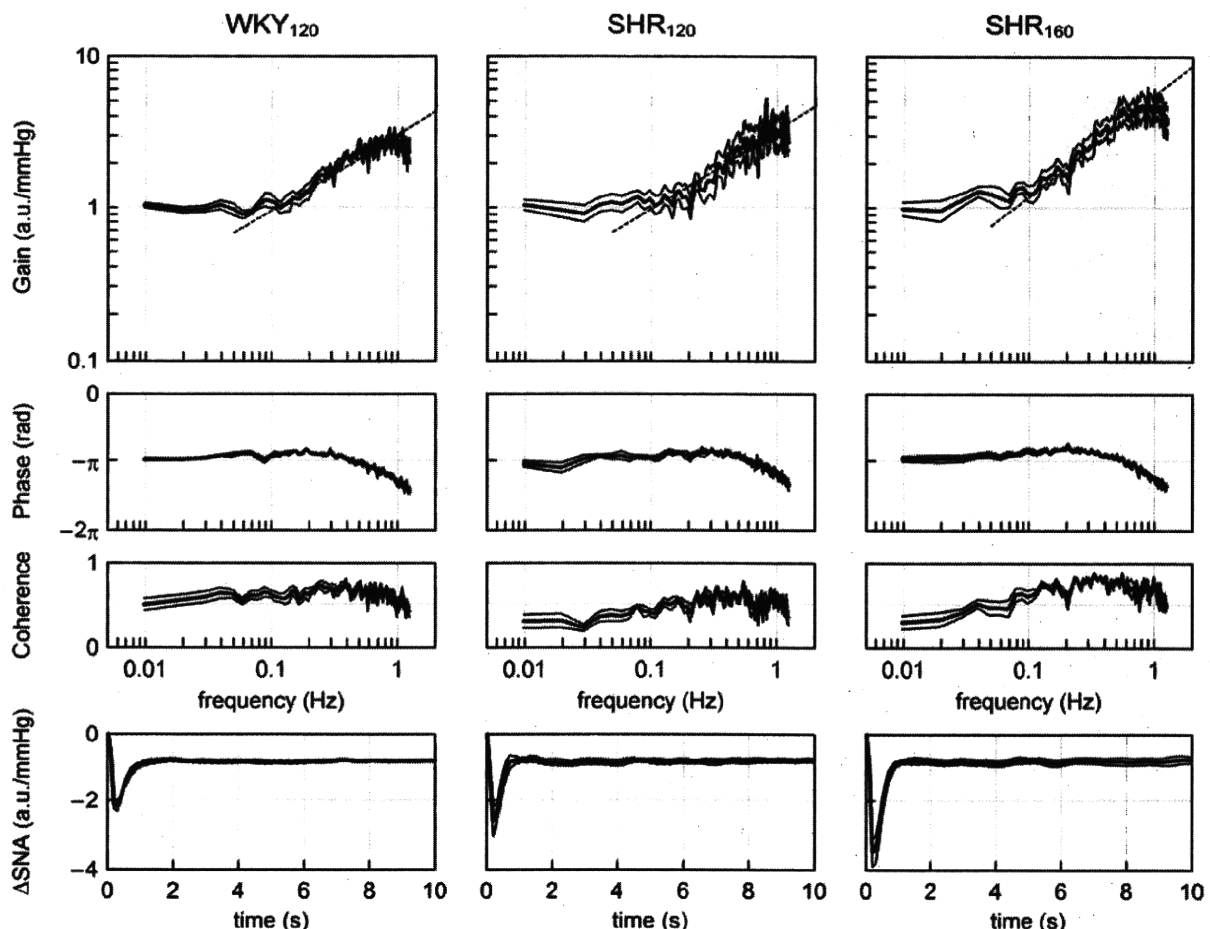 WKY₁₂₀ SHR₁₂₀ SHR₁₆₀
Gain (a.u./mmHg)
10
1
0.1
Phase (rad)
0
−π
−2π
Coherence
1
0
0.01 0.1 1 0.01 0.1 1 0.01 0.1 1
frequency (Hz) frequency (Hz) frequency (Hz)
ΔSNA (a.u./mmHg)
0
−2
−4
0 2 4 6 8 10 0 2 4 6 8 10 0 2 4 6 8 10
time (s) time (s) time (s)